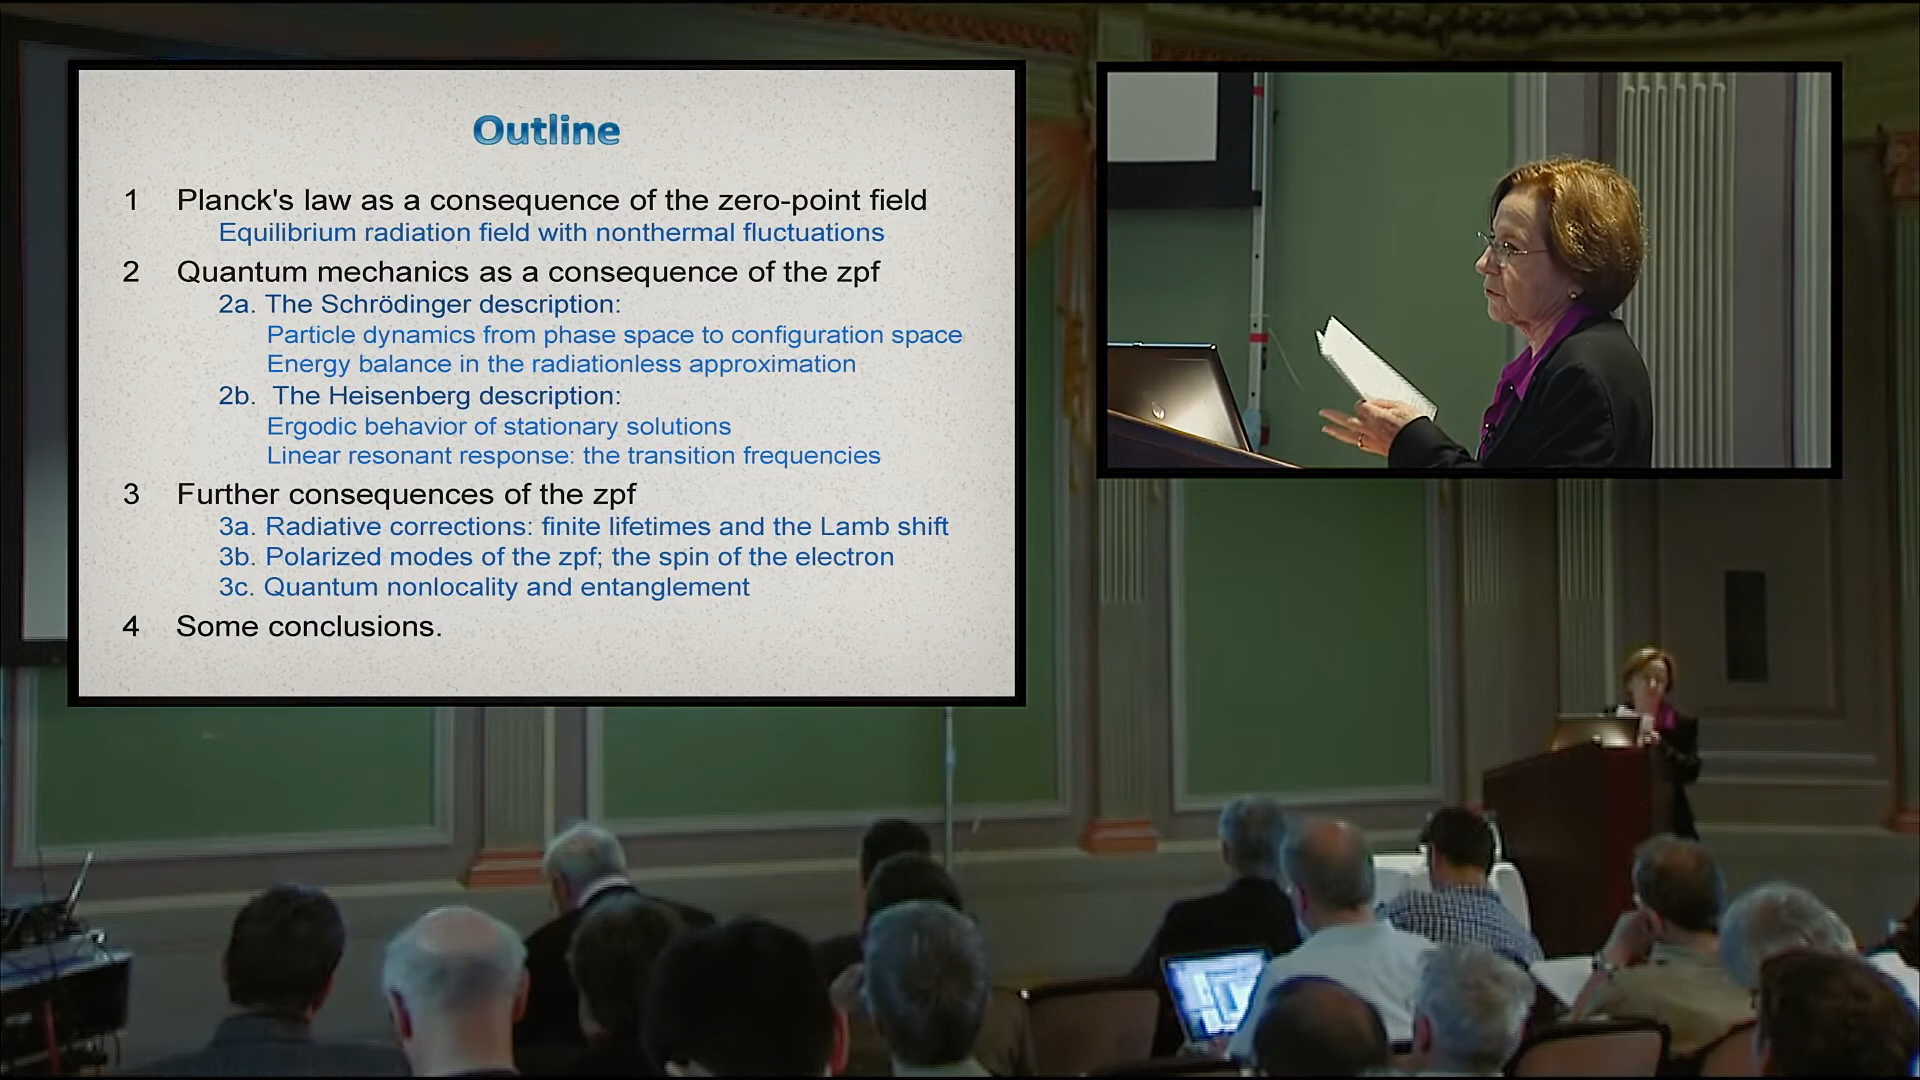 Outline
1 Planck's law as a consequence of the zero-point field
Equilibrium radiation field with nonthermal fluctuations
2 Quantum mechanics as a consequence of the zpf
2a. The Schrödinger description:
Particle dynamics from phase space to configuration space
Energy balance in the radiationless approximation
2b. The Heisenberg description:
Ergodic behavior of stationary solutions
Linear resonant response: the transition frequencies
3 Further consequences of the zpf
3a. Radiative corrections: finite lifetimes and the Lamb shift
3b. Polarized modes of the zpf; the spin of the electron
3c. Quantum nonlocality and entanglement
4 Some conclusions.